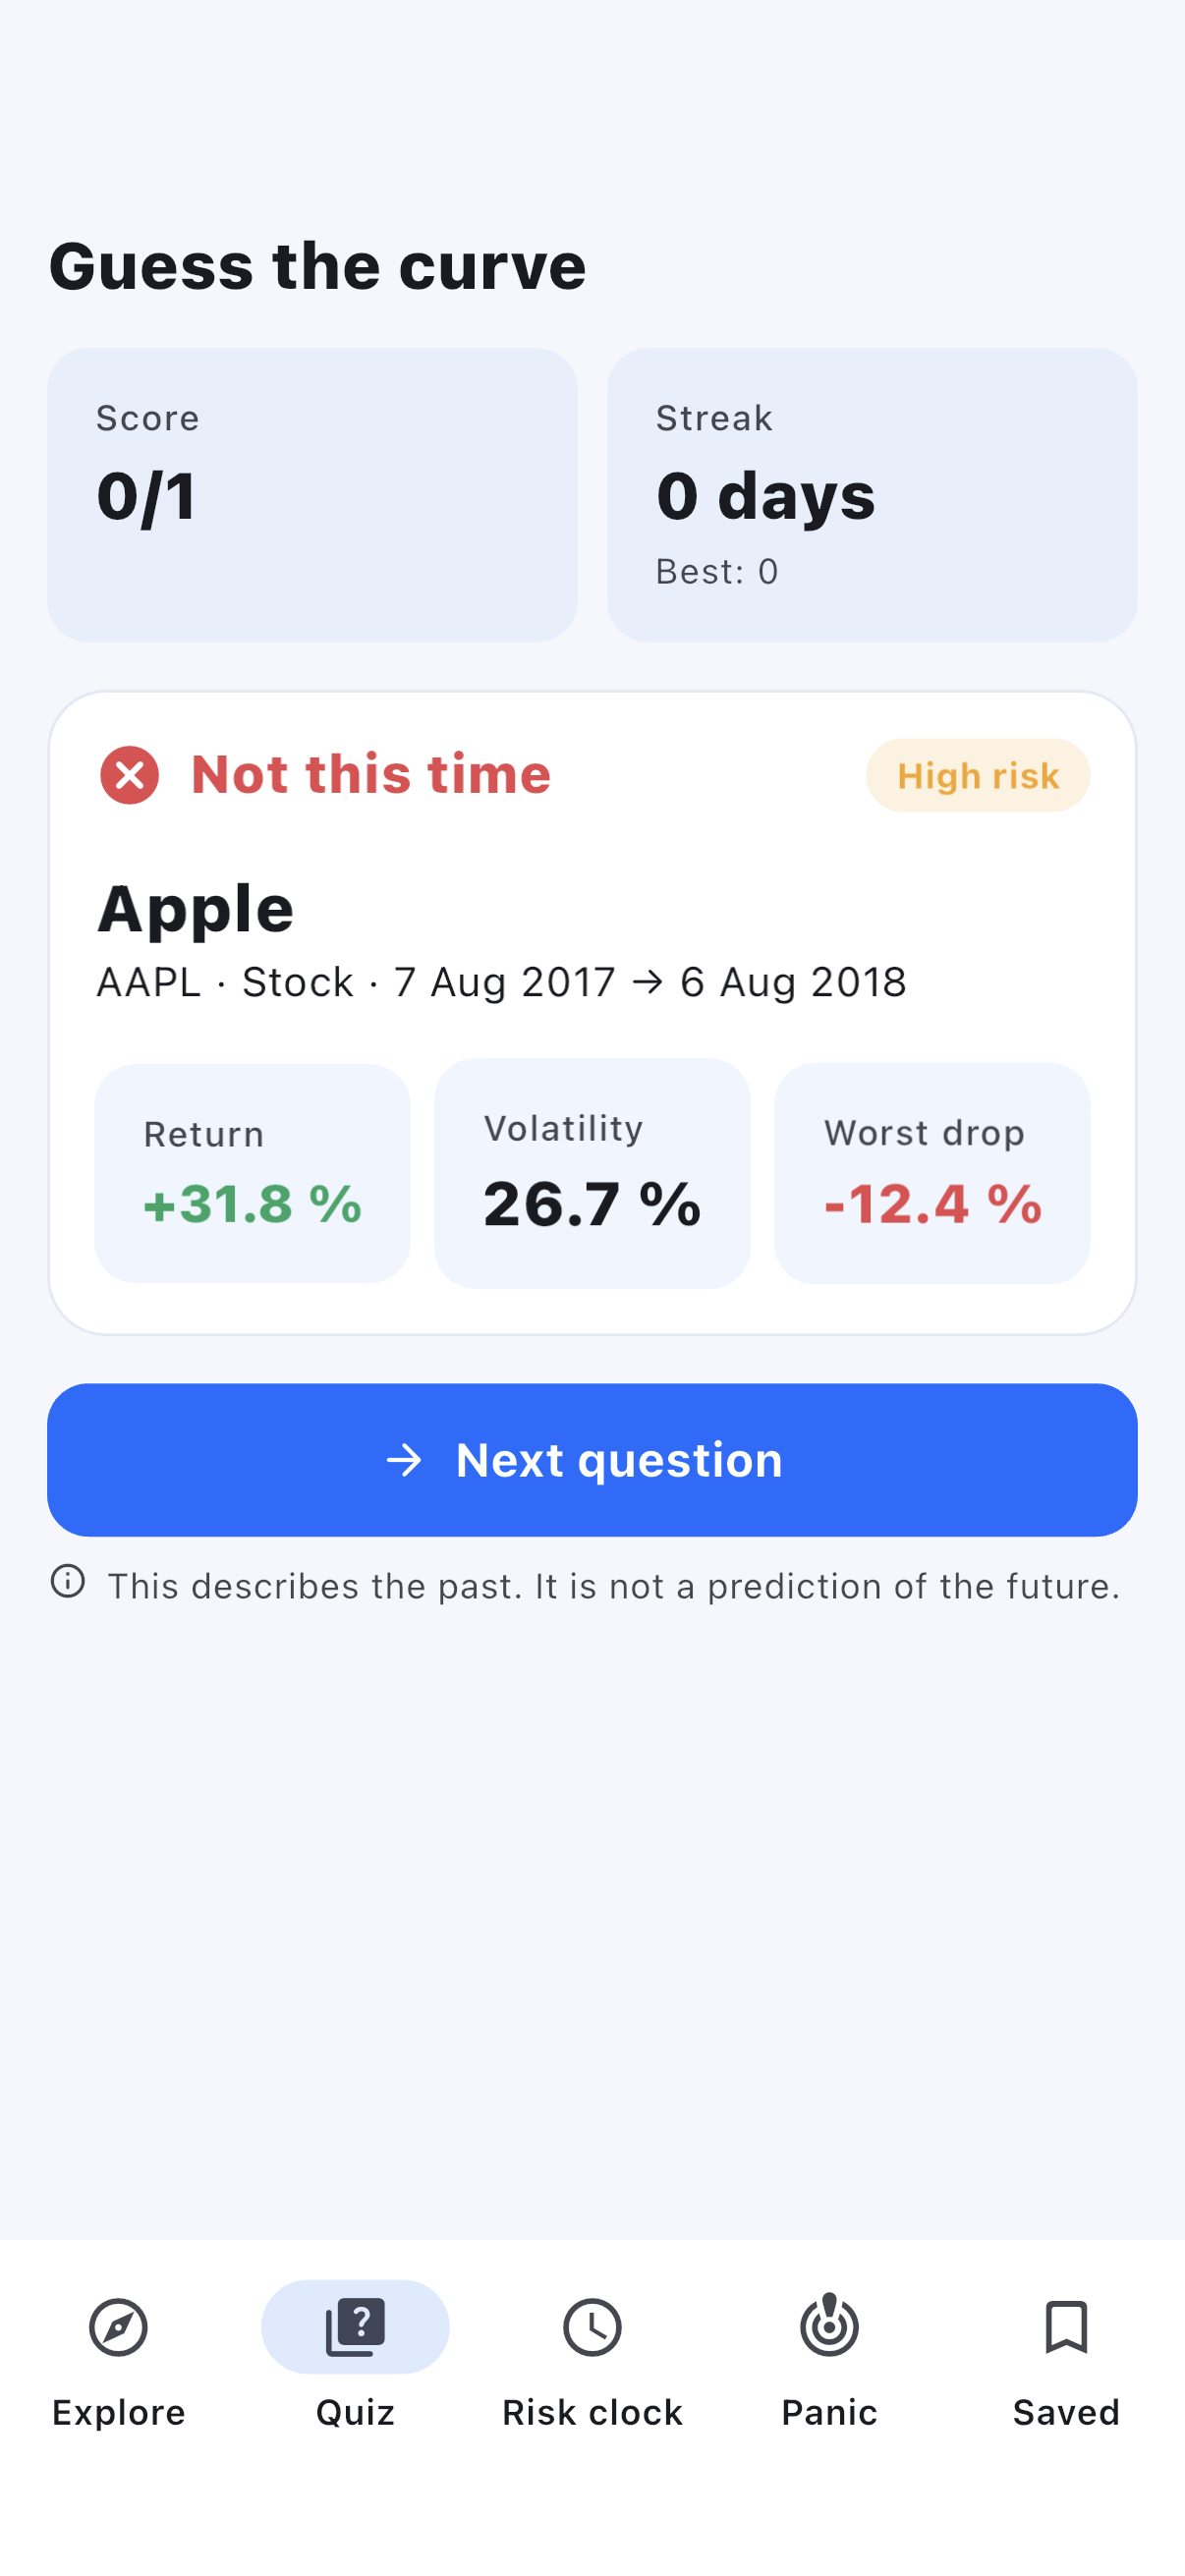 Guess the curve
Score
0/1
Streak
0 days
Best: 0
Not this time
High risk
Apple
AAPL · Stock · 7 Aug 2017 → 6 Aug 2018
Return
+31.8 %
Volatility
26.7 %
Worst drop
-12.4 %
→ Next question
This describes the past. It is not a prediction of the future.
Explore
Quiz
Risk clock
Panic
Saved